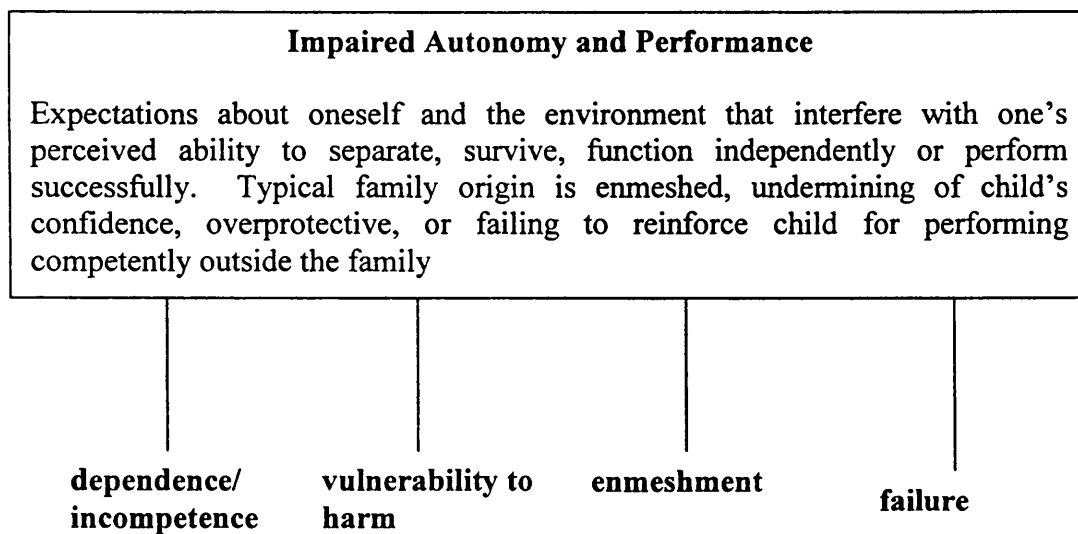 Impaired Autonomy and Performance
Expectations about oneself and the environment that interfere with one's
perceived ability to separate, survive, function independently or perform
successfully. Typical family origin is enmeshed, undermining of child's
confidence, overprotective, or failing to reinforce child for performing
competently outside the family
dependence/
incompetence
vulnerability to
harm
enmeshment
failure